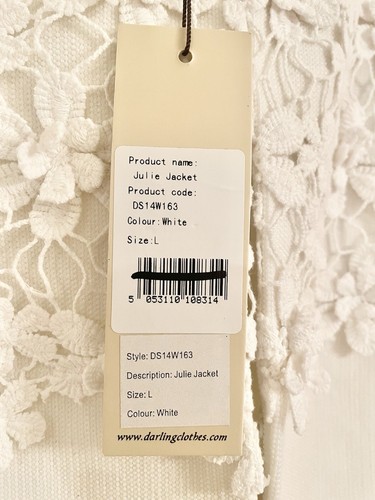 Product name:
Julie Jacket
Product code:
DS14W163
Colour:White
Size:L
5 053110 108314
Style: DS14W163
Description: Julie Jacket
Size: L
Colour: White
www.darlingclothes.com